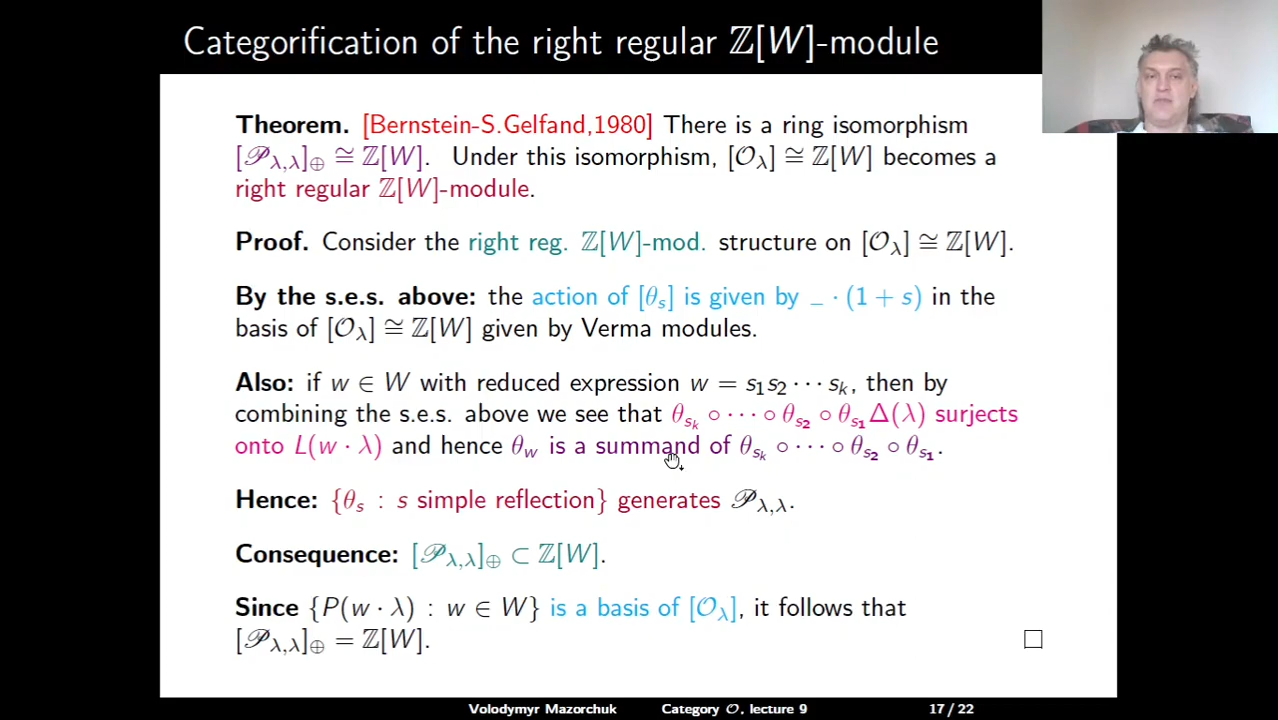 Categorification of the right regular ℤ[W]-module
Theorem. [Bernstein-S.Gelfand,1980] There is a ring isomorphism
[𝒫_{λ,λ}]_⊕ ≅ ℤ[W]. Under this isomorphism, [𝒪_λ] ≅ ℤ[W] becomes a
right regular ℤ[W]-module.
Proof. Consider the right reg. ℤ[W]-mod. structure on [𝒪_λ] ≅ ℤ[W].
By the s.e.s. above: the action of [θ_s] is given by _ · (1 + s) in the
basis of [𝒪_λ] ≅ ℤ[W] given by Verma modules.
Also: if w ∈ W with reduced expression w = s₁s₂ ··· s_k, then by
combining the s.e.s. above we see that θ_{s_k} ∘ ··· ∘ θ_{s₂} ∘ θ_{s₁}Δ(λ) surjects
onto L(w · λ) and hence θ_w is a summand of θ_{s_k} ∘ ··· ∘ θ_{s₂} ∘ θ_{s₁}.
Hence: {θ_s : s simple reflection} generates 𝒫_{λ,λ}.
Consequence: [𝒫_{λ,λ}]_⊕ ⊂ ℤ[W].
Since {P(w · λ) : w ∈ W} is a basis of [𝒪_λ], it follows that
[𝒫_{λ,λ}]_⊕ = ℤ[W]. □
Volodymyr Mazorchuk Category 𝒪, lecture 9 17 / 22